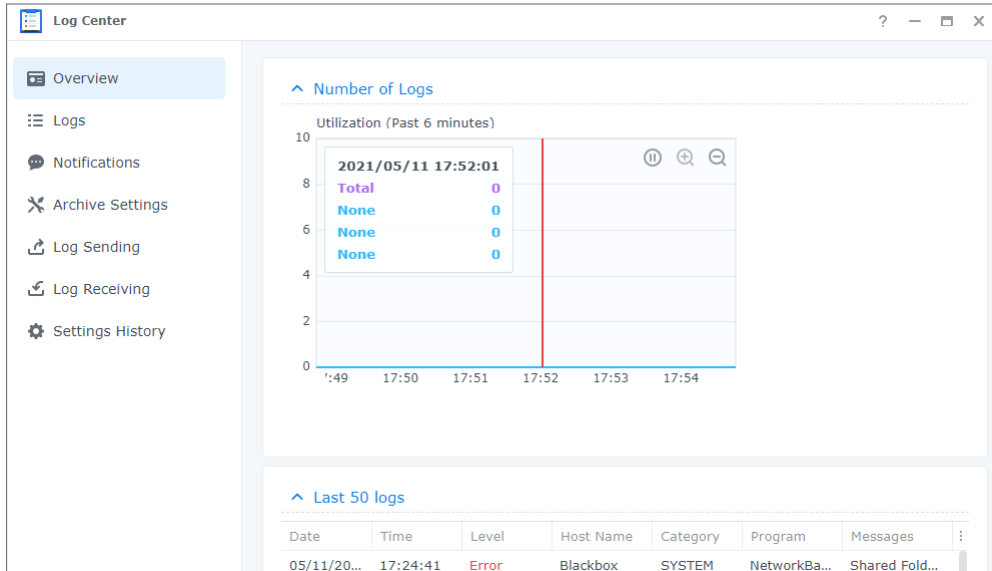 Log Center
?
Overview
Logs
Notifications
Archive Settings
Log Sending
Log Receiving
Settings History
Number of Logs
Utilization (Past 6 minutes)
10
8
6
4
2
0
2021/05/11 17:52:01
Total 0
None 0
None 0
None 0
':49 17:50 17:51 17:52 17:53 17:54
Last 50 logs
Date Time Level Host Name Category Program Messages
05/11/20... 17:24:41 Error Blackbox SYSTEM NetworkBa... Shared Fold...